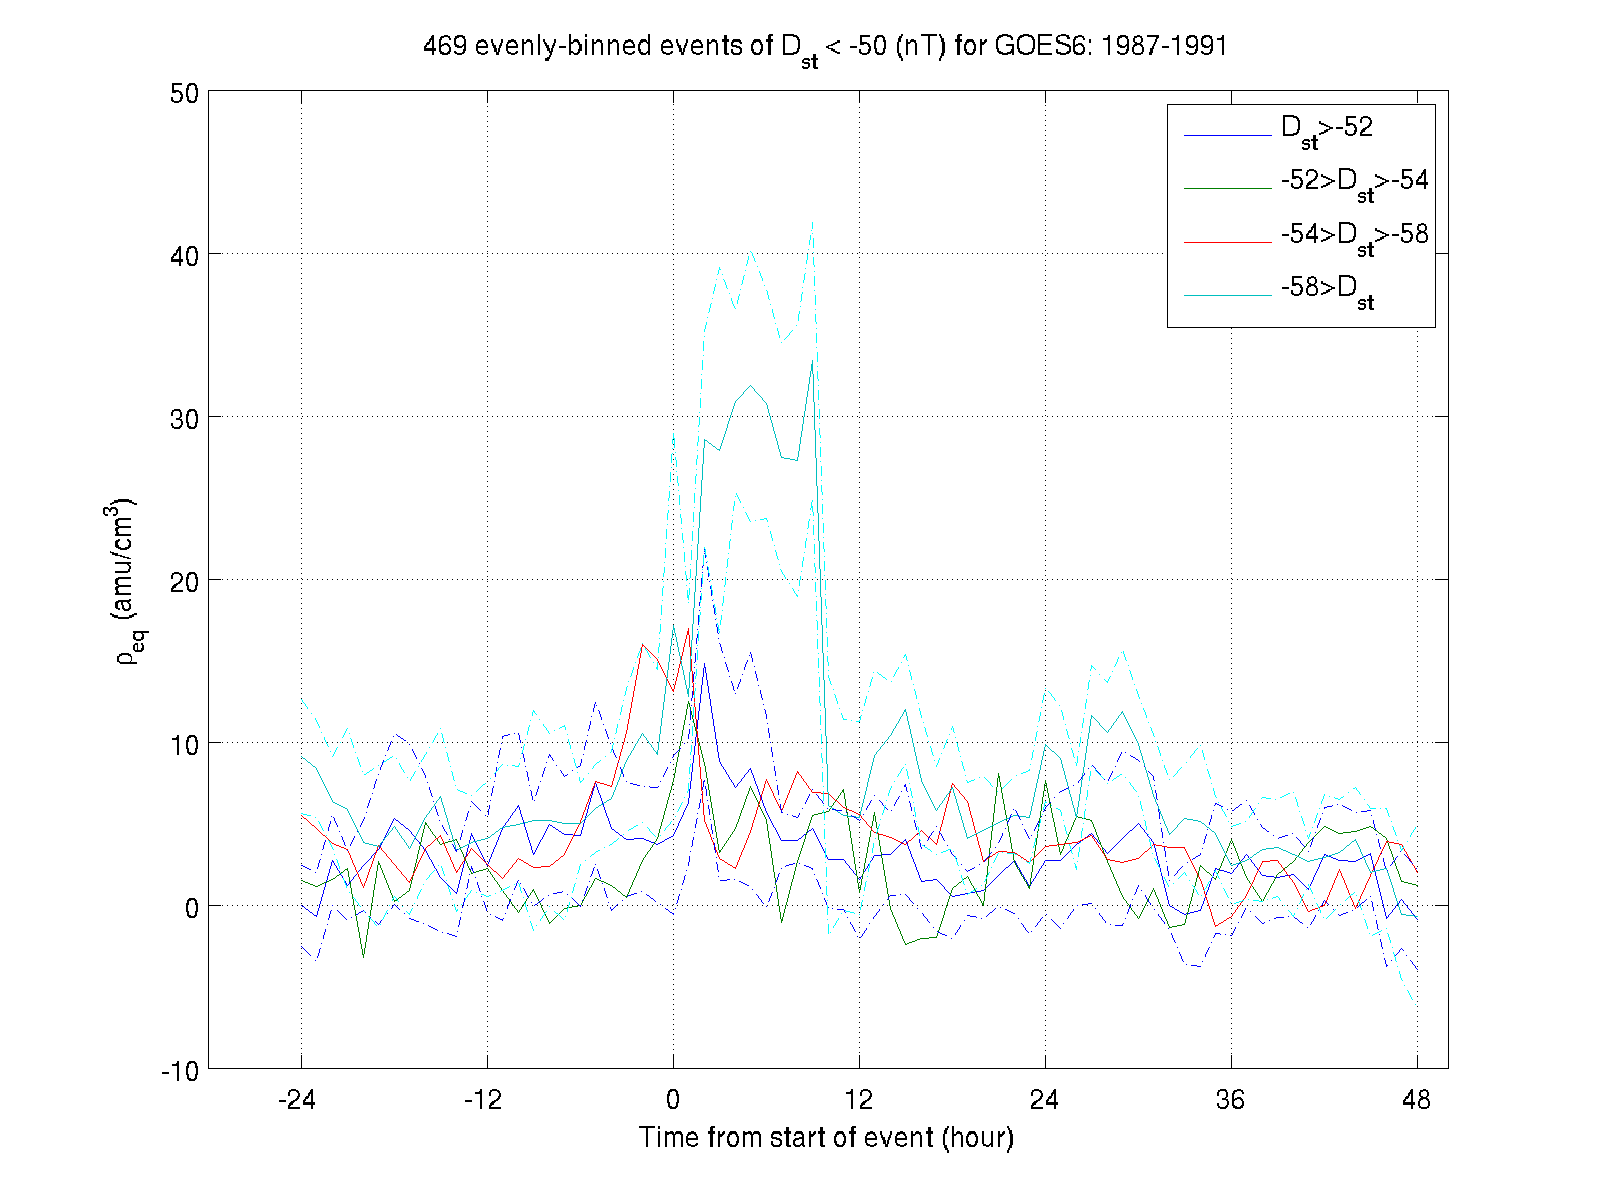 469 evenly-binned events of Dst < -50 (nT) for GOES6: 1987-1991
50
40
30
20
10
0
-10
ρeq (amu/cm3)
Dst>-52
-52>Dst>-54
-54>Dst>-58
-58>Dst
-24 -12 0 12 24 36 48
Time from start of event (hour)